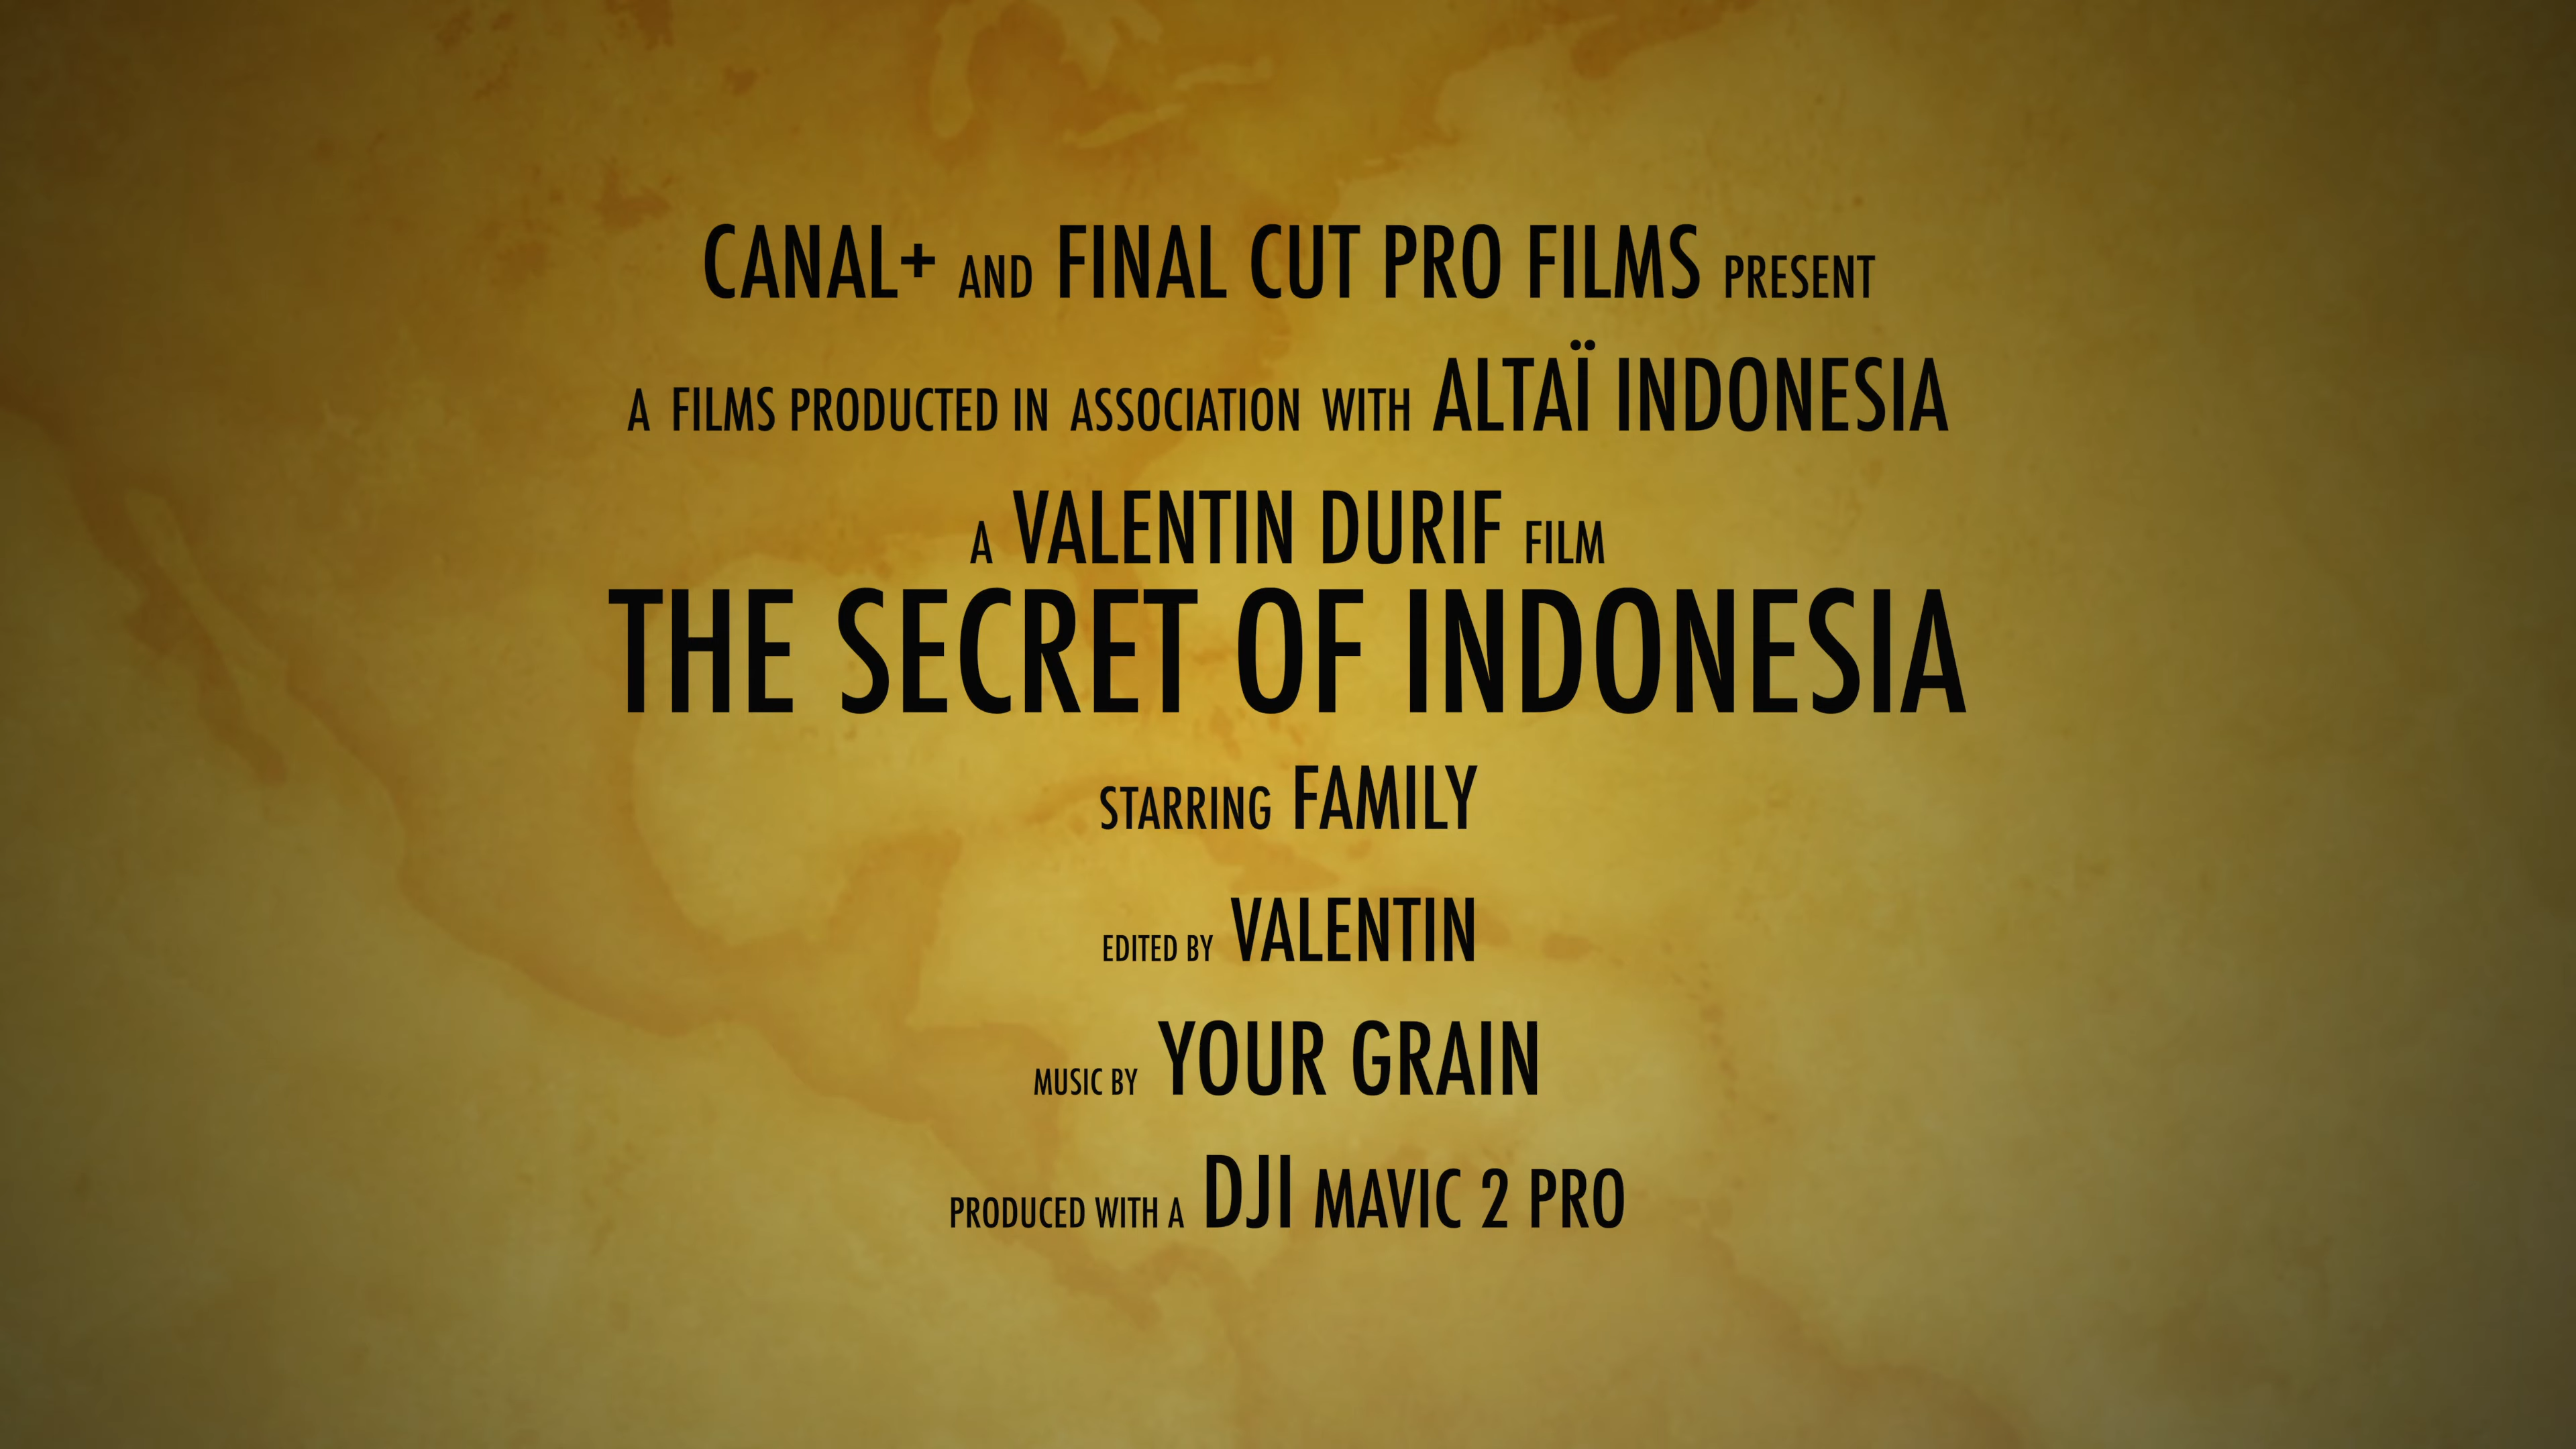 CANAL+ AND FINAL CUT PRO FILMS PRESENT
A FILMS PRODUCTED IN ASSOCIATION WITH ALTAÏ INDONESIA
A VALENTIN DURIF FILM
THE SECRET OF INDONESIA
STARRING FAMILY
EDITED BY VALENTIN
MUSIC BY YOUR GRAIN
PRODUCED WITH A DJI MAVIC 2 PRO